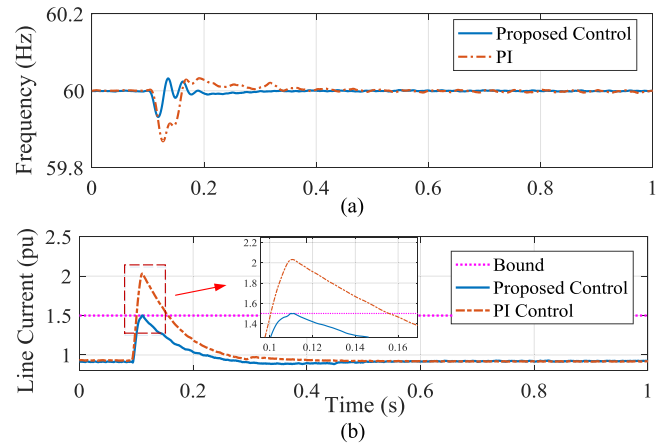 60.2
60
59.8
Frequency (Hz)
Proposed Control
PI
0 0.2 0.4 0.6 0.8 1
(a)
2.5
2
1.5
1
Line Current (pu)
2
1.8
1.6
1.4
0.1 0.12 0.14 0.16
Bound
Proposed Control
PI Control
0 0.2 0.4 0.6 0.8 1
Time (s)
(b)